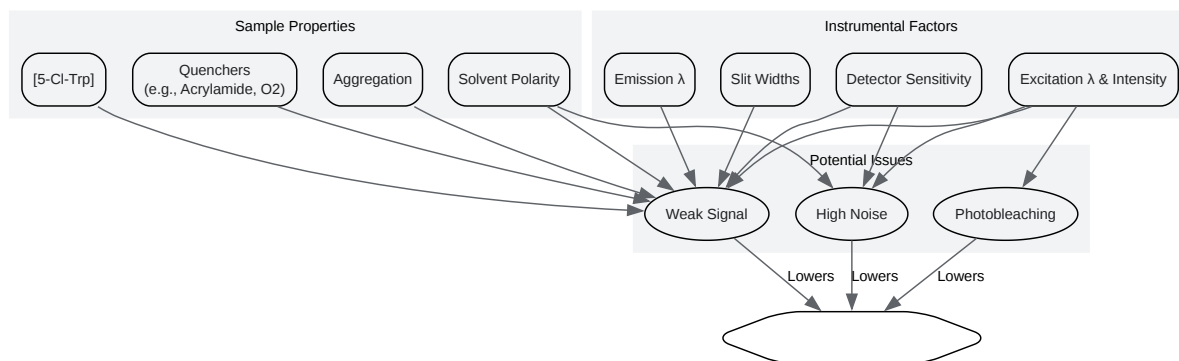 Sample Properties
Instrumental Factors
[5-Cl-Trp]
Quenchers
(e.g., Acrylamide, O2)
Aggregation
Solvent Polarity
Emission λ
Slit Widths
Detector Sensitivity
Excitation λ & Intensity
Potential Issues
Weak Signal
High Noise
Photobleaching
Lowers
Lowers
Lowers